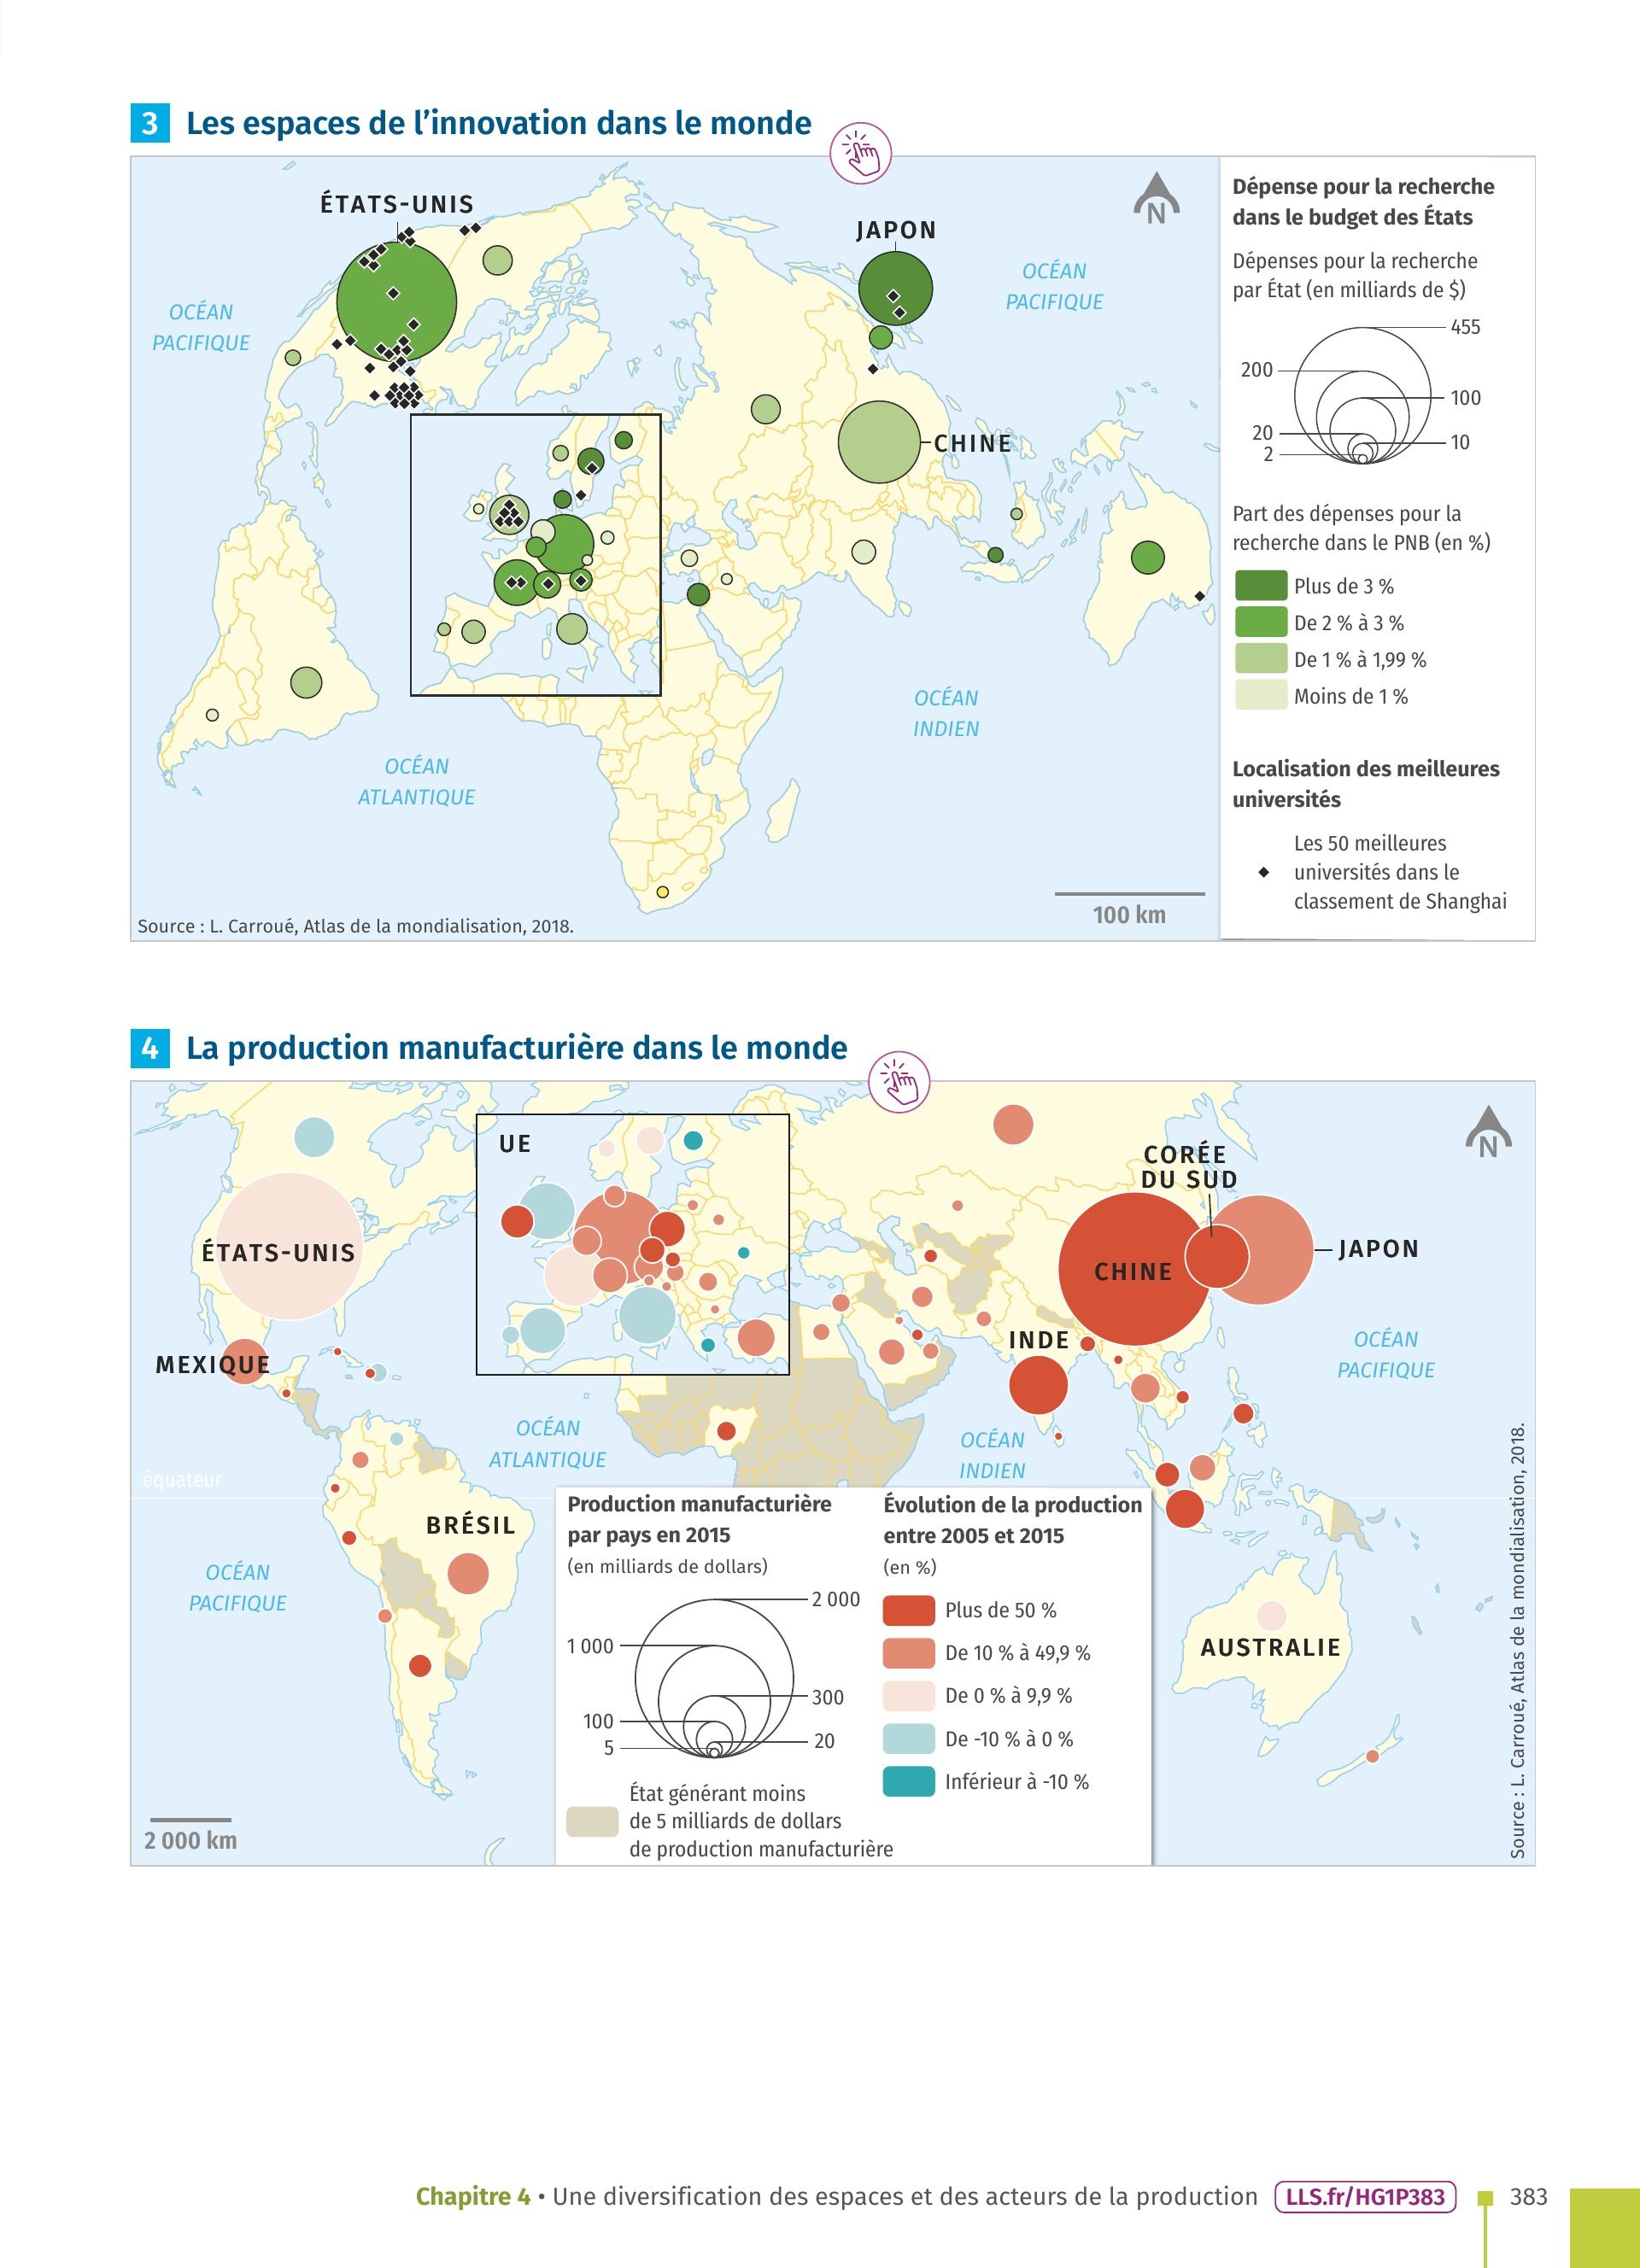 3 Les espaces de l'innovation dans le monde
ÉTATS-UNIS
JAPON
N
OCÉAN
PACIFIQUE
OCÉAN
PACIFIQUE
CHINE
OCÉAN
INDIEN
OCÉAN
ATLANTIQUE
100 km
Source : L. Carroué, Atlas de la mondialisation, 2018.
Dépense pour la recherche
dans le budget des États
Dépenses pour la recherche
par État (en milliards de $)
455
200
100
20
10
2
Part des dépenses pour la
recherche dans le PNB (en %)
Plus de 3 %
De 2 % à 3 %
De 1 % à 1,99 %
Moins de 1 %
Localisation des meilleures
universités
Les 50 meilleures
universités dans le
classement de Shanghai
4 La production manufacturière dans le monde
UE
CORÉE
DU SUD
N
ÉTATS-UNIS
CHINE
JAPON
MEXIQUE
INDE
OCÉAN
PACIFIQUE
OCÉAN
ATLANTIQUE
OCÉAN
INDIEN
équateur
BRÉSIL
OCÉAN
PACIFIQUE
AUSTRALIE
Production manufacturière
par pays en 2015
(en milliards de dollars)
2 000
1 000
300
100
20
5
État générant moins
de 5 milliards de dollars
de production manufacturière
Évolution de la production
entre 2005 et 2015
(en %)
Plus de 50 %
De 10 % à 49,9 %
De 0 % à 9,9 %
De -10 % à 0 %
Inférieur à -10 %
2 000 km
Source : L. Carroué, Atlas de la mondialisation, 2018.
Chapitre 4 • Une diversification des espaces et des acteurs de la production LLS.fr/HG1P383 383